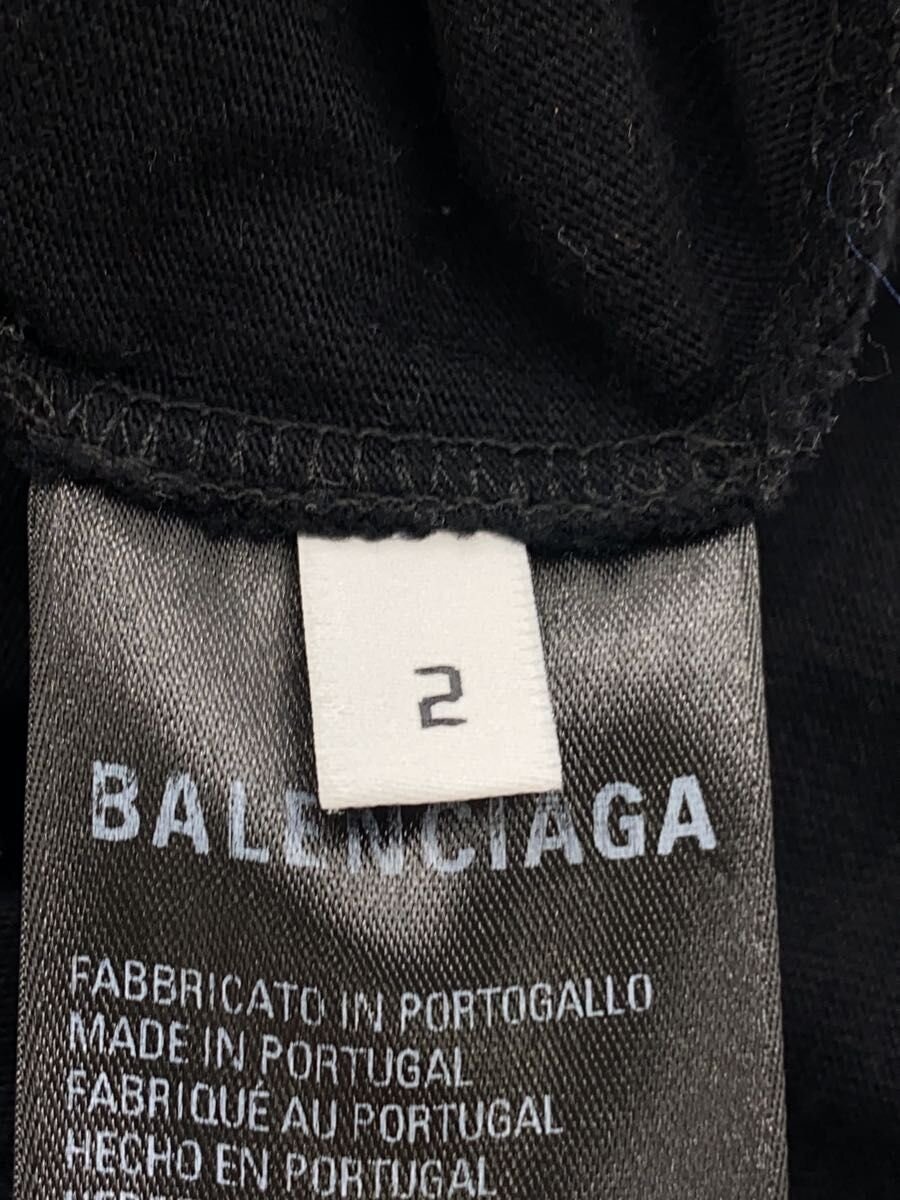 2
BALENCIAGA
FABBRICATO IN PORTOGALLO
MADE IN PORTUGAL
FABRIQUÉ AU PORTUGAL
HECHO EN PORTUGAL